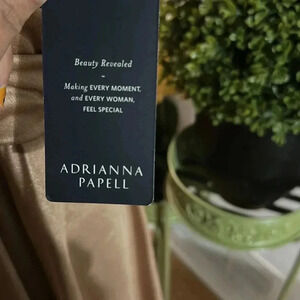 Beauty Revealed
-
Making EVERY MOMENT,
and EVERY WOMAN,
FEEL SPECIAL
ADRIANNA
PAPELL